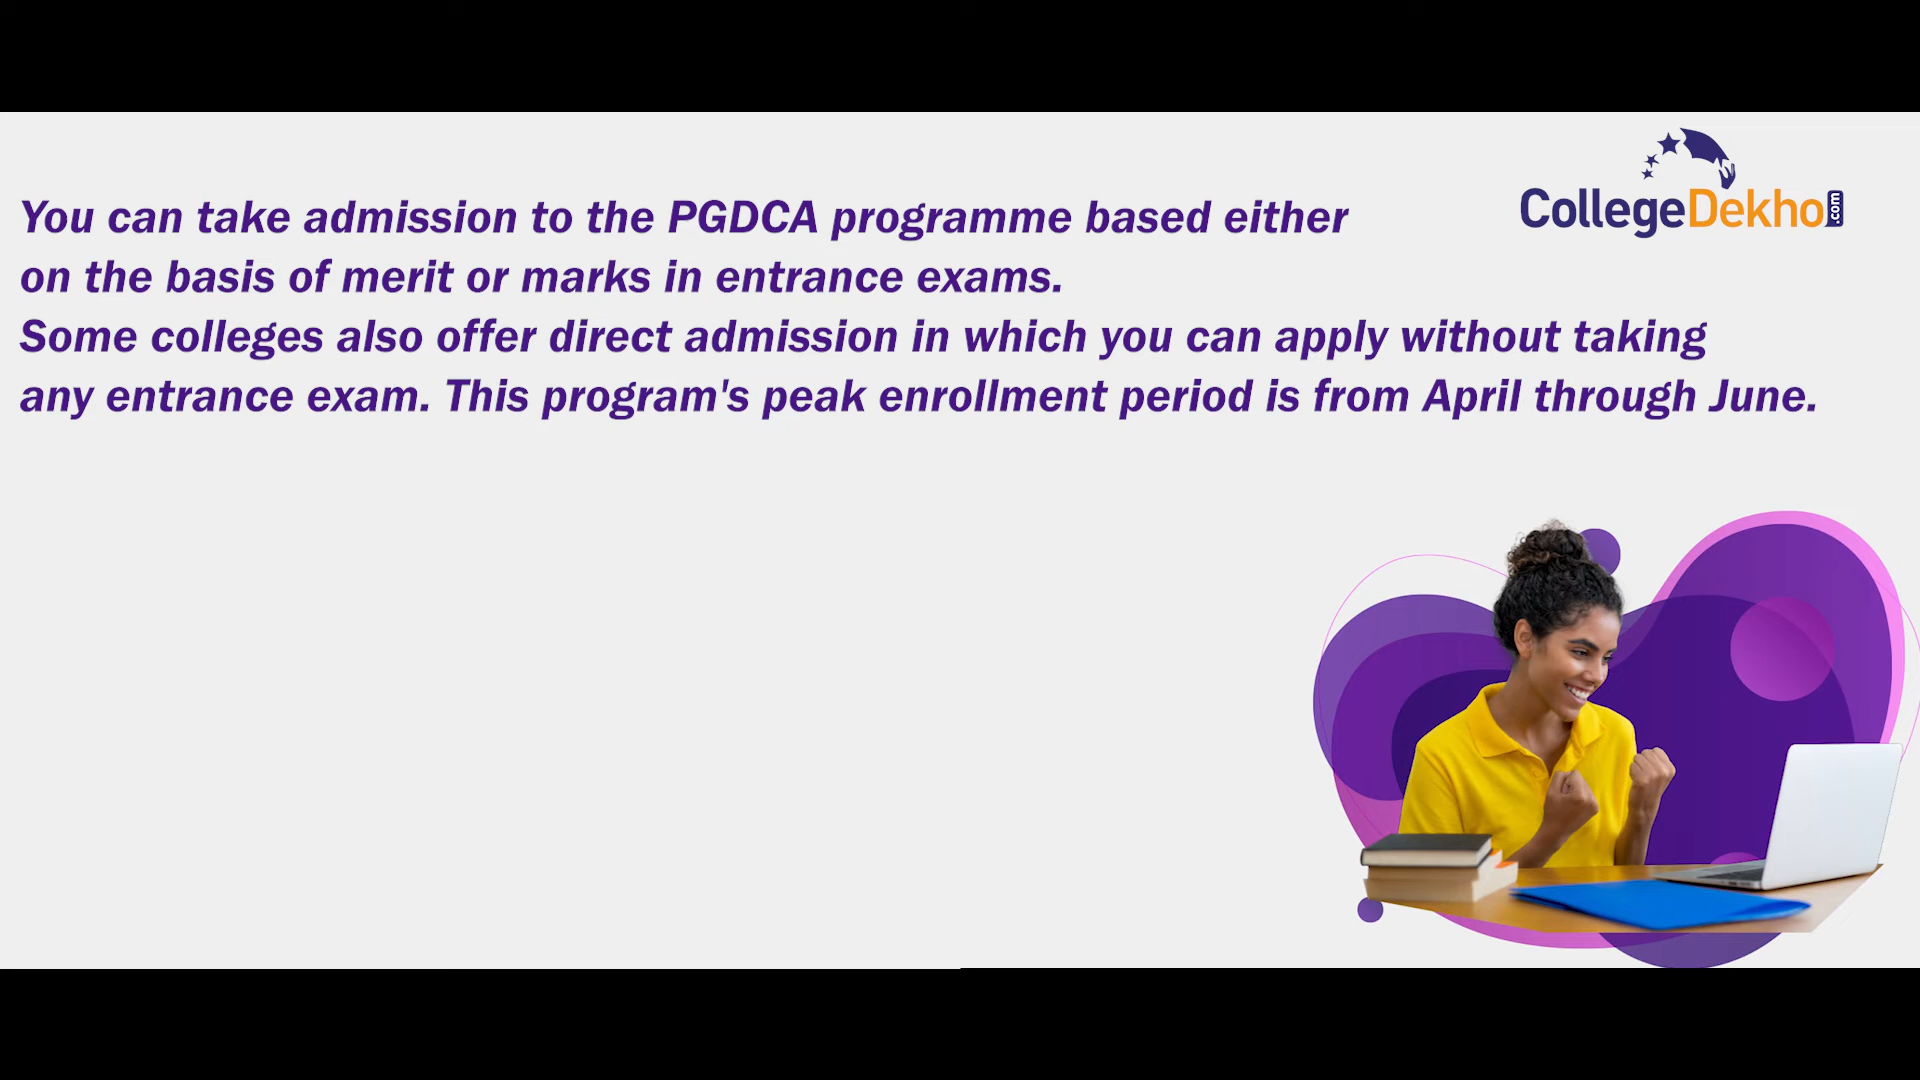 CollegeDekho.com
You can take admission to the PGDCA programme based either
on the basis of merit or marks in entrance exams.
Some colleges also offer direct admission in which you can apply without taking
any entrance exam. This program's peak enrollment period is from April through June.